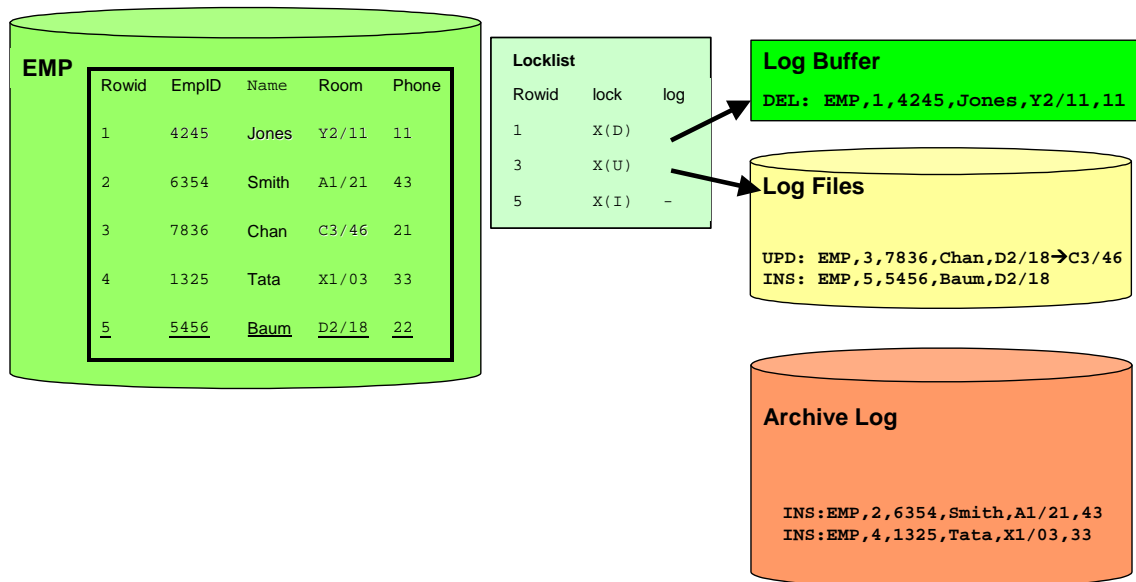 EMP
Rowid EmpID Name Room Phone
1 4245 Jones Y2/11 11
2 6354 Smith A1/21 43
3 7836 Chan C3/46 21
4 1325 Tata X1/03 33
5 5456 Baum D2/18 22
Locklist
Rowid lock log
1 X(D)
3 X(U)
5 X(I) -
Log Buffer
DEL: EMP,1,4245,Jones,Y2/11,11
Log Files
UPD: EMP,3,7836,Chan,D2/18→C3/46
INS: EMP,5,5456,Baum,D2/18
Archive Log
INS:EMP,2,6354,Smith,A1/21,43
INS:EMP,4,1325,Tata,X1/03,33